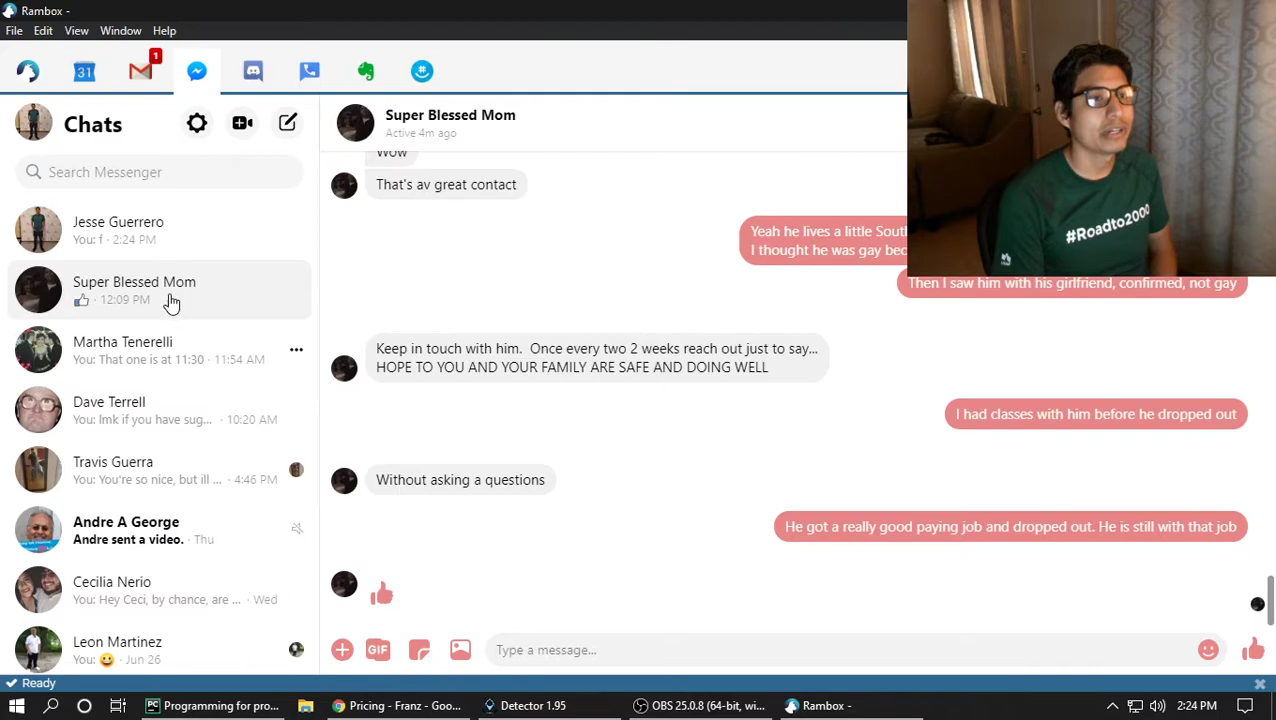 Rambox -
File Edit View Window Help
31
1
#
Chats
Search Messenger
Jesse Guerrero
You: f · 2:24 PM
Super Blessed Mom
· 12:09 PM
Martha Tenerelli
You: That one is at 11:30 · 11:54 AM
Dave Terrell
You: lmk if you have sug... · 10:20 AM
Travis Guerra
You: You're so nice, but ill ... · 4:46 PM
Andre A George
Andre sent a video. · Thu
Cecilia Nerio
You: Hey Ceci, by chance, are ... · Wed
Leon Martinez
You: 😀 · Jun 26
Super Blessed Mom
Active 4m ago
Wow
That's av great contact
Yeah he lives a little South
I thought he was gay bec
Then I saw him with his girlfriend, confirmed, not gay
Keep in touch with him. Once every two 2 weeks reach out just to say...
HOPE TO YOU AND YOUR FAMILY ARE SAFE AND DOING WELL
I had classes with him before he dropped out
Without asking a questions
He got a really good paying job and dropped out. He is still with that job
GIF
Type a message...
#Roadto2000
Ready
Programming for pro...
Pricing - Franz - Goo...
Detector 1.95
OBS 25.0.8 (64-bit, wi...
Rambox -
2:24 PM